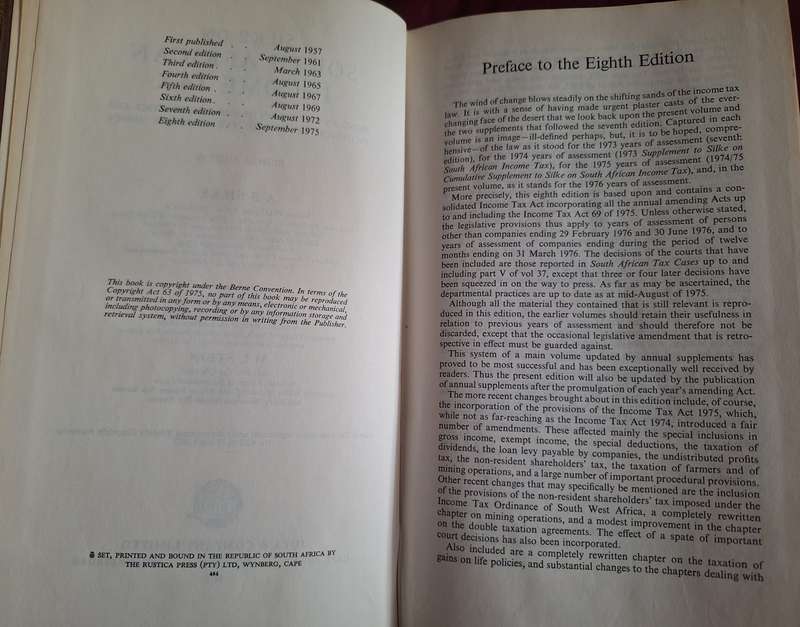 First published . . August 1957
Second edition . . September 1961
Third edition . . March 1963
Fourth edition . . August 1965
Fifth edition . . August 1967
Sixth edition . . August 1969
Seventh edition . . August 1972
Eighth edition . . September 1975
This book is copyright under the Berne Convention. In terms of the
Copyright Act 63 of 1975, no part of this book may be reproduced
or transmitted in any form or by any means, electronic or mechanical,
including photocopying, recording or by any information storage and
retrieval system, without permission in writing from the Publisher.
SET, PRINTED AND BOUND IN THE REPUBLIC OF SOUTH AFRICA BY
THE RUSTICA PRESS (PTY) LTD, WYNBERG, CAPE
484
Preface to the Eighth Edition
The wind of change blows steadily on the shifting sands of the income tax
law. It is with a sense of having made urgent plaster casts of the ever-
changing face of the desert that we look back upon the present volume and
the two supplements that followed the seventh edition. Captured in each
volume is an image—ill-defined perhaps, but, it is to be hoped, compre-
hensive—of the law as it stood for the 1973 years of assessment (seventh
edition), for the 1974 years of assessment (1973 Supplement to Silke on
South African Income Tax), for the 1975 years of assessment (1974/75
Cumulative Supplement to Silke on South African Income Tax), and, in the
present volume, as it stands for the 1976 years of assessment.
More precisely, this eighth edition is based upon and contains a con-
solidated Income Tax Act incorporating all the annual amending Acts up
to and including the Income Tax Act 69 of 1975. Unless otherwise stated,
the legislative provisions thus apply to years of assessment of persons
other than companies ending 29 February 1976 and 30 June 1976, and to
years of assessment of companies ending during the period of twelve
months ending on 31 March 1976. The decisions of the courts that have
been included are those reported in South African Tax Cases up to and
including part V of vol 37, except that three or four later decisions have
been squeezed in on the way to press. As far as may be ascertained, the
departmental practices are up to date as at mid-August of 1975.
Although all the material they contained that is still relevant is repro-
duced in this edition, the earlier volumes should retain their usefulness in
relation to previous years of assessment and should therefore not be
discarded, except that the occasional legislative amendment that is retro-
spective in effect must be guarded against.
This system of a main volume updated by annual supplements has
proved to be most successful and has been exceptionally well received by
readers. Thus the present edition will also be updated by the publication
of annual supplements after the promulgation of each year's amending Act.
The more recent changes brought about in this edition include, of course,
the incorporation of the provisions of the Income Tax Act 1975, which,
while not as far-reaching as the Income Tax Act 1974, introduced a fair
number of amendments. These affected mainly the special inclusions in
gross income, exempt income, the special deductions, the taxation of
dividends, the loan levy payable by companies, the undistributed profits
tax, the non-resident shareholders' tax, the taxation of farmers and of
mining operations, and a large number of important procedural provisions.
Other recent changes that may specifically be mentioned are the inclusion
of the provisions of the non-resident shareholders' tax imposed under the
Income Tax Ordinance of South West Africa, a completely rewritten
chapter on mining operations, and a modest improvement in the chapter
on the double taxation agreements. The effect of a spate of important
court decisions has also been incorporated.
Also included are a completely rewritten chapter on the taxation of
gains on life policies, and substantial changes to the chapters dealing with